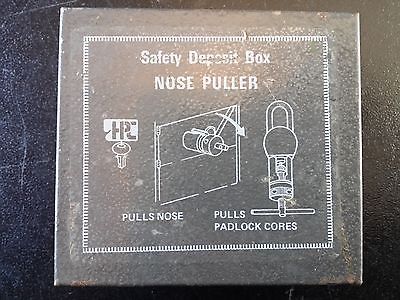 Safety Deposit Box
NOSE PULLER
HPC
PULLS NOSE
PULLS
PADLOCK CORES